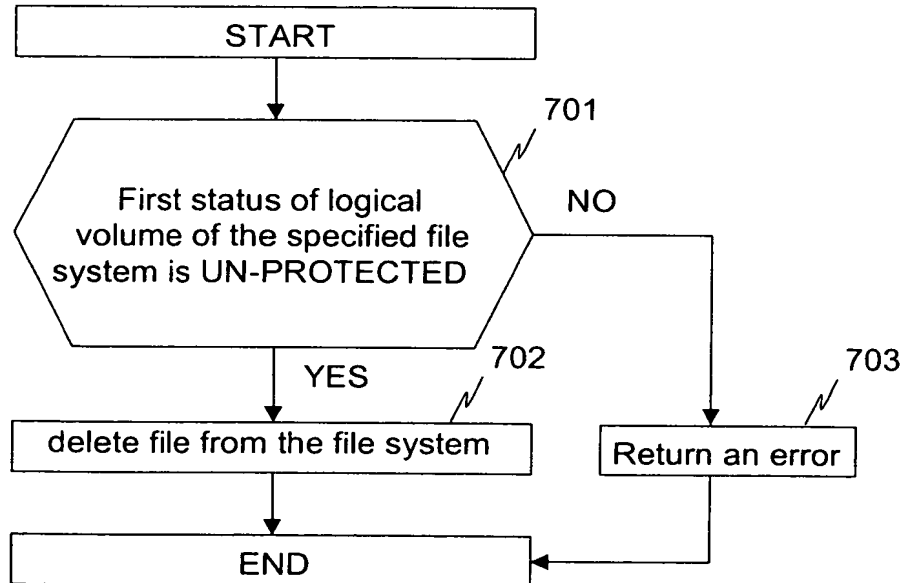 START
701
First status of logical
volume of the specified file
system is UN-PROTECTED
NO
YES
702
703
delete file from the file system
Return an error
END